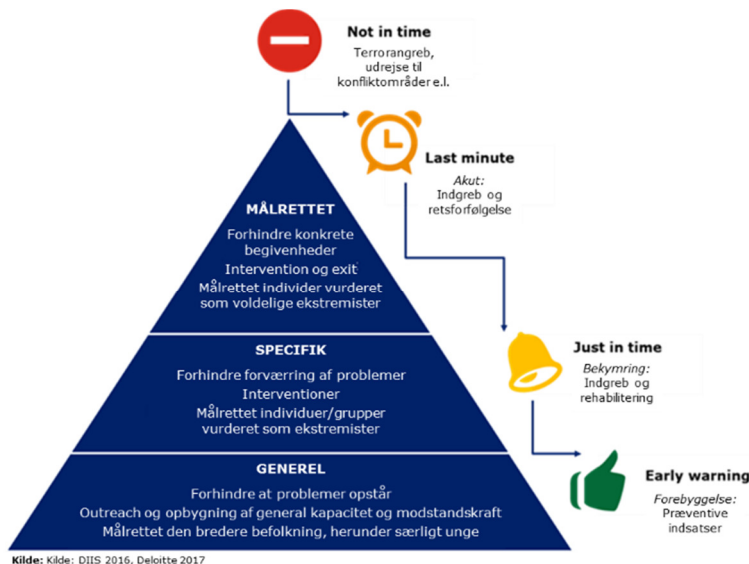 Not in time
Terrorangreb,
udrejse til
konfliktområder e.l.
Last minute
Akut:
Indgreb og
retsforfølgelse
MÅLRETTET
Forhindre konkrete
begivenheder
Intervention og exit
Målrettet individer vurderet
som voldelige ekstremister
Just in time
Bekymring:
Indgreb og
rehabilitering
SPECIFIK
Forhindre forværring af problemer
Interventioner
Målrettet individuer/grupper
vurderet som ekstremister
Early warning
Forebyggelse:
Præventive
indsatser
GENEREL
Forhindre at problemer opstår
Outreach og opbygning af general kapacitet og modstandskraft
Målrettet den bredere befolkning, herunder særligt unge
Kilde: Kilde: DIIS 2016, Deloitte 2017